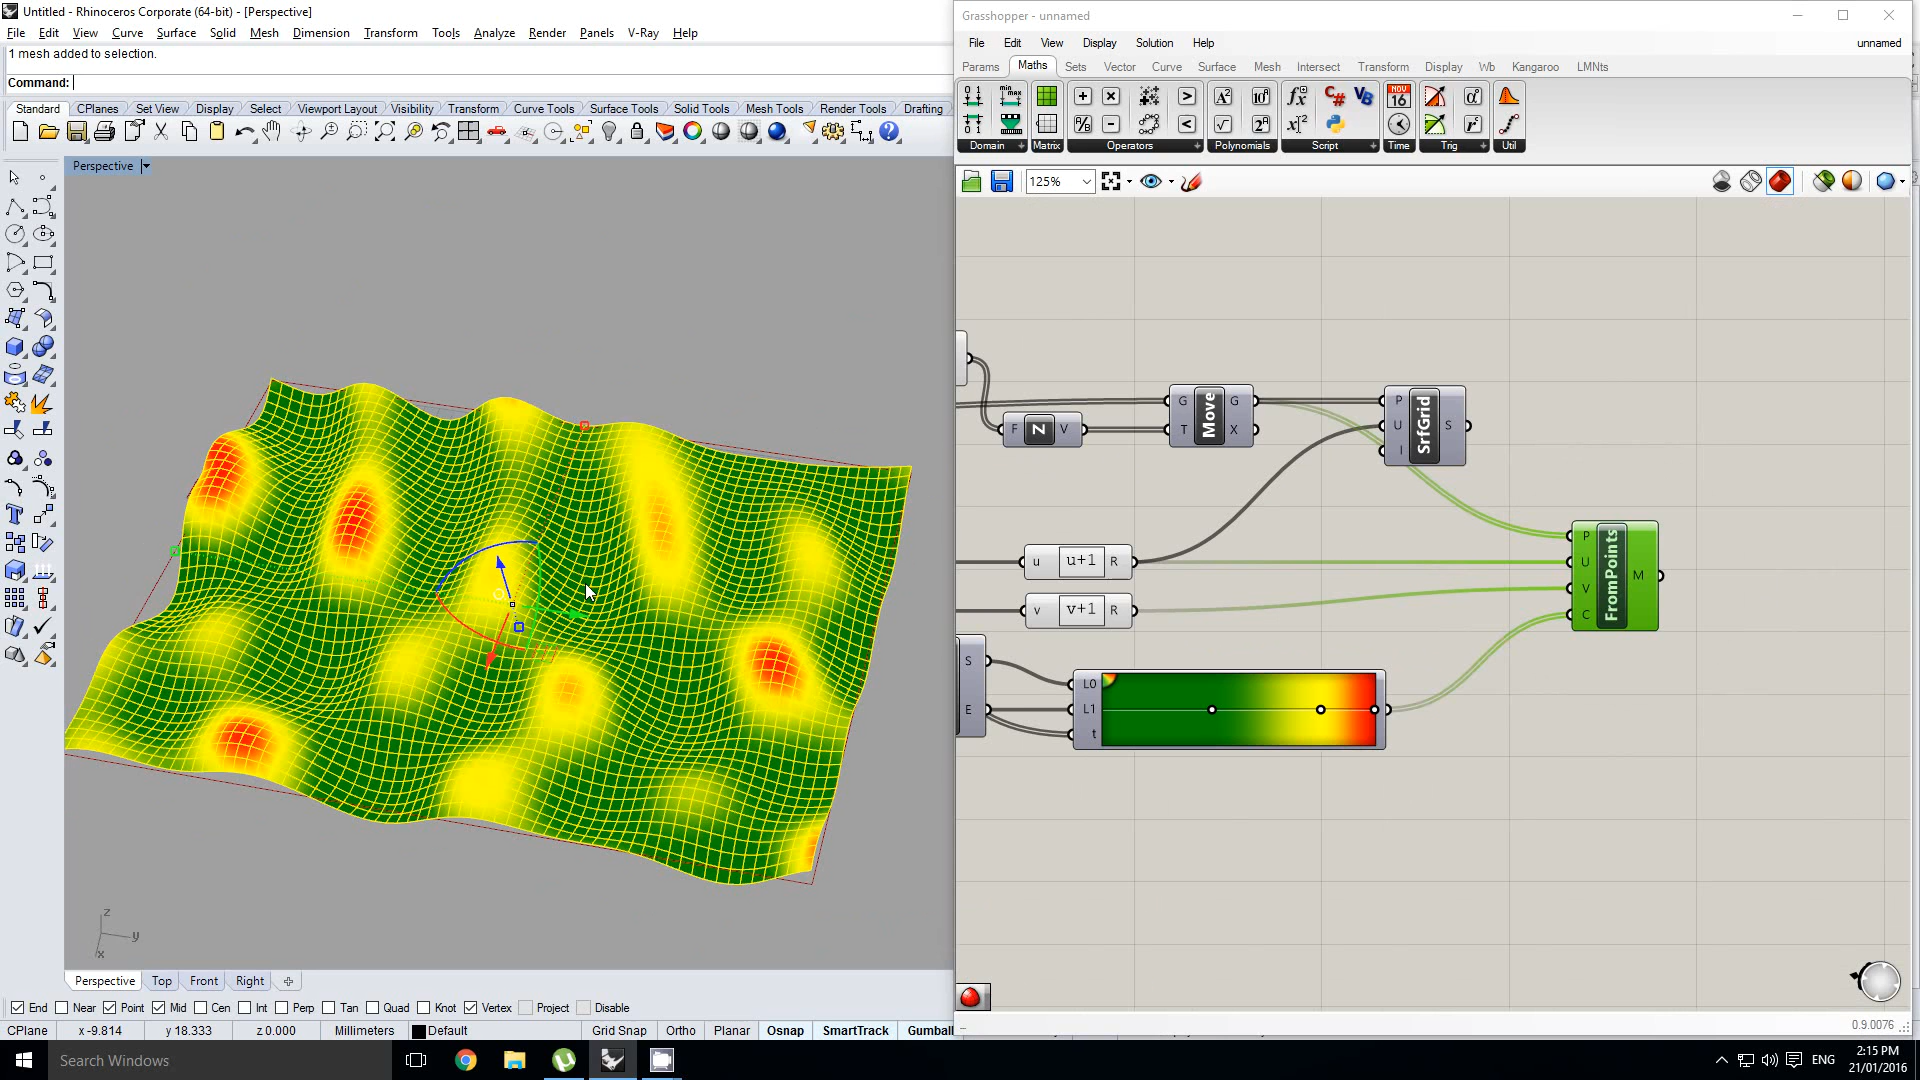 Untitled - Rhinoceros Corporate (64-bit) - [Perspective]
File Edit View Curve Surface Solid Mesh Dimension Transform Tools Analyze Render Panels V-Ray Help
1 mesh added to selection.
Command:
Standard CPlanes Set View Display Select Viewport Layout Visibility Transform Curve Tools Surface Tools Solid Tools Mesh Tools Render Tools Drafting
Perspective
z
y
x
Perspective Top Front Right
End Near Point Mid Cen Int Perp Tan Quad Knot Vertex Project Disable
CPlane x -9.814 y 18.333 z 0.000 Millimeters Default Grid Snap Ortho Planar Osnap SmartTrack Gumball
Grasshopper - unnamed
File Edit View Display Solution Help unnamed
Params Maths Sets Vector Curve Surface Mesh Intersect Transform Display Wb Kangaroo LMNts
Domain Matrix Operators Polynomials Script Time Trig Util
125%
F Z V
G Move G
T X
P SrfGrid S
U
I
u u+1 R
v v+1 R
P FromPoints M
U
V
C
S
E
L0
L1
t
0.9.0076
Search Windows
ENG
2:15 PM
21/01/2016